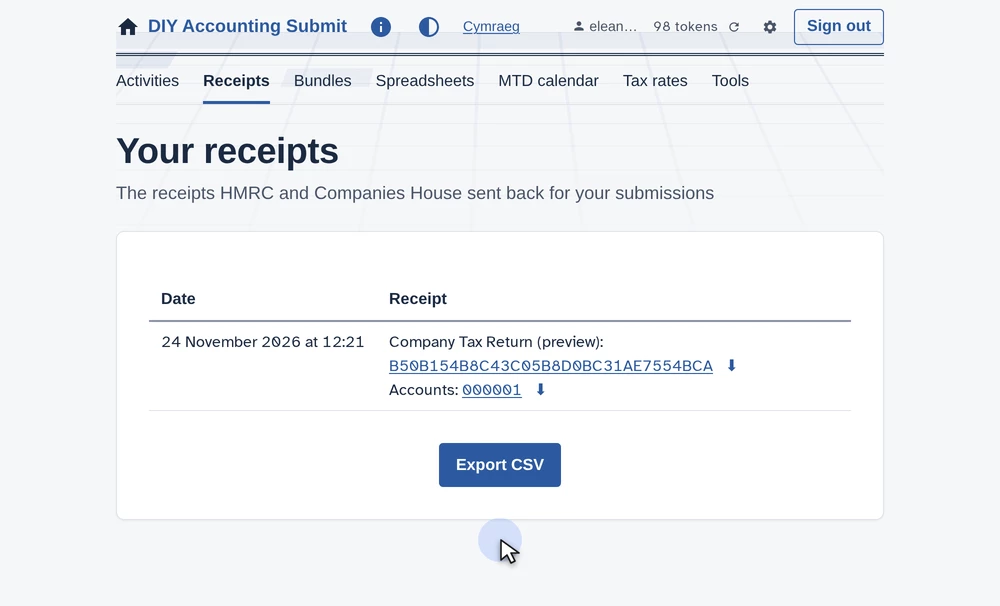 DIY Accounting Submit
Cymraeg
elean...
98 tokens
Sign out
Activities
Receipts
Bundles
Spreadsheets
MTD calendar
Tax rates
Tools
Your receipts
The receipts HMRC and Companies House sent back for your submissions
Date
Receipt
24 November 2026 at 12:21
Company Tax Return (preview):
B50B154B8C43C05B8D0BC31AE7554BCA
Accounts: 000001
Export CSV